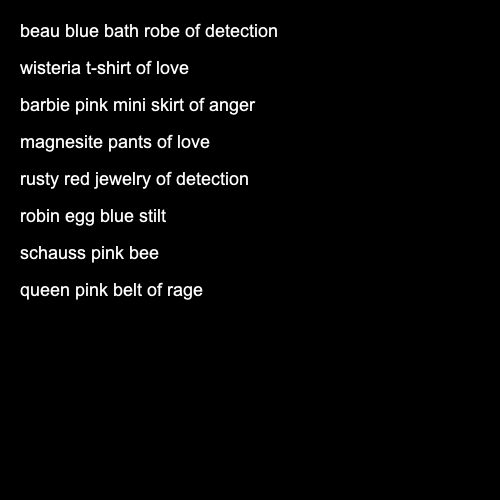 beau blue bath robe of detection
wisteria t-shirt of love
barbie pink mini skirt of anger
magnesite pants of love
rusty red jewelry of detection
robin egg blue stilt
schauss pink bee
queen pink belt of rage